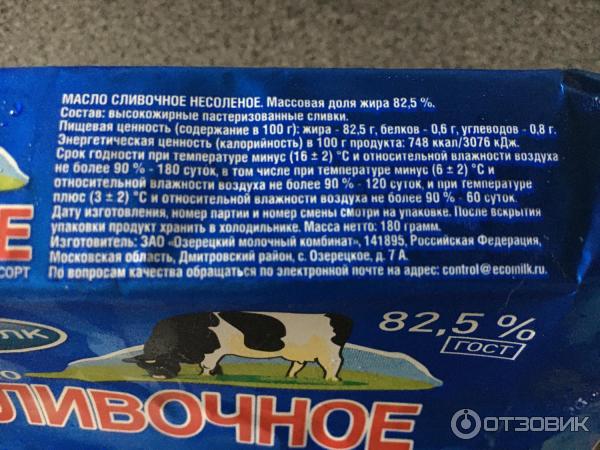 МАСЛО СЛИВОЧНОЕ НЕСОЛЕНОЕ. Массовая доля жира 82,5 %.
Состав: высокожирные пастеризованные сливки.
Пищевая ценность (содержание в 100 г): жира - 82,5 г, белков - 0,6 г, углеводов - 0,8 г.
Энергетическая ценность (калорийность) в 100 г продукта: 748 ккал/3076 кДж.
Срок годности при температуре минус (16 ± 2) °С и относительной влажности воздуха
не более 90 % - 180 суток, в том числе при температуре минус (6 ± 2) °С и
относительной влажности воздуха не более 90 % - 120 суток, и при температуре
плюс (3 ± 2) °С и относительной влажности воздуха не более 90 % - 60 суток.
Дату изготовления, номер партии и номер смены смотри на упаковке. После вскрытия
упаковки продукт хранить в холодильнике. Масса нетто: 180 грамм.
Изготовитель: ЗАО «Озерецкий молочный комбинат», 141895, Российская Федерация,
Московская область, Дмитровский район, с. Озерецкое, д. 7 А.
По вопросам качества обращаться по электронной почте на адрес: control@ecomilk.ru.
Е
СОРТ
ЛК
82,5 %
ГОСТ
О
ЛИВОЧНОЕ
ОТЗОВИК